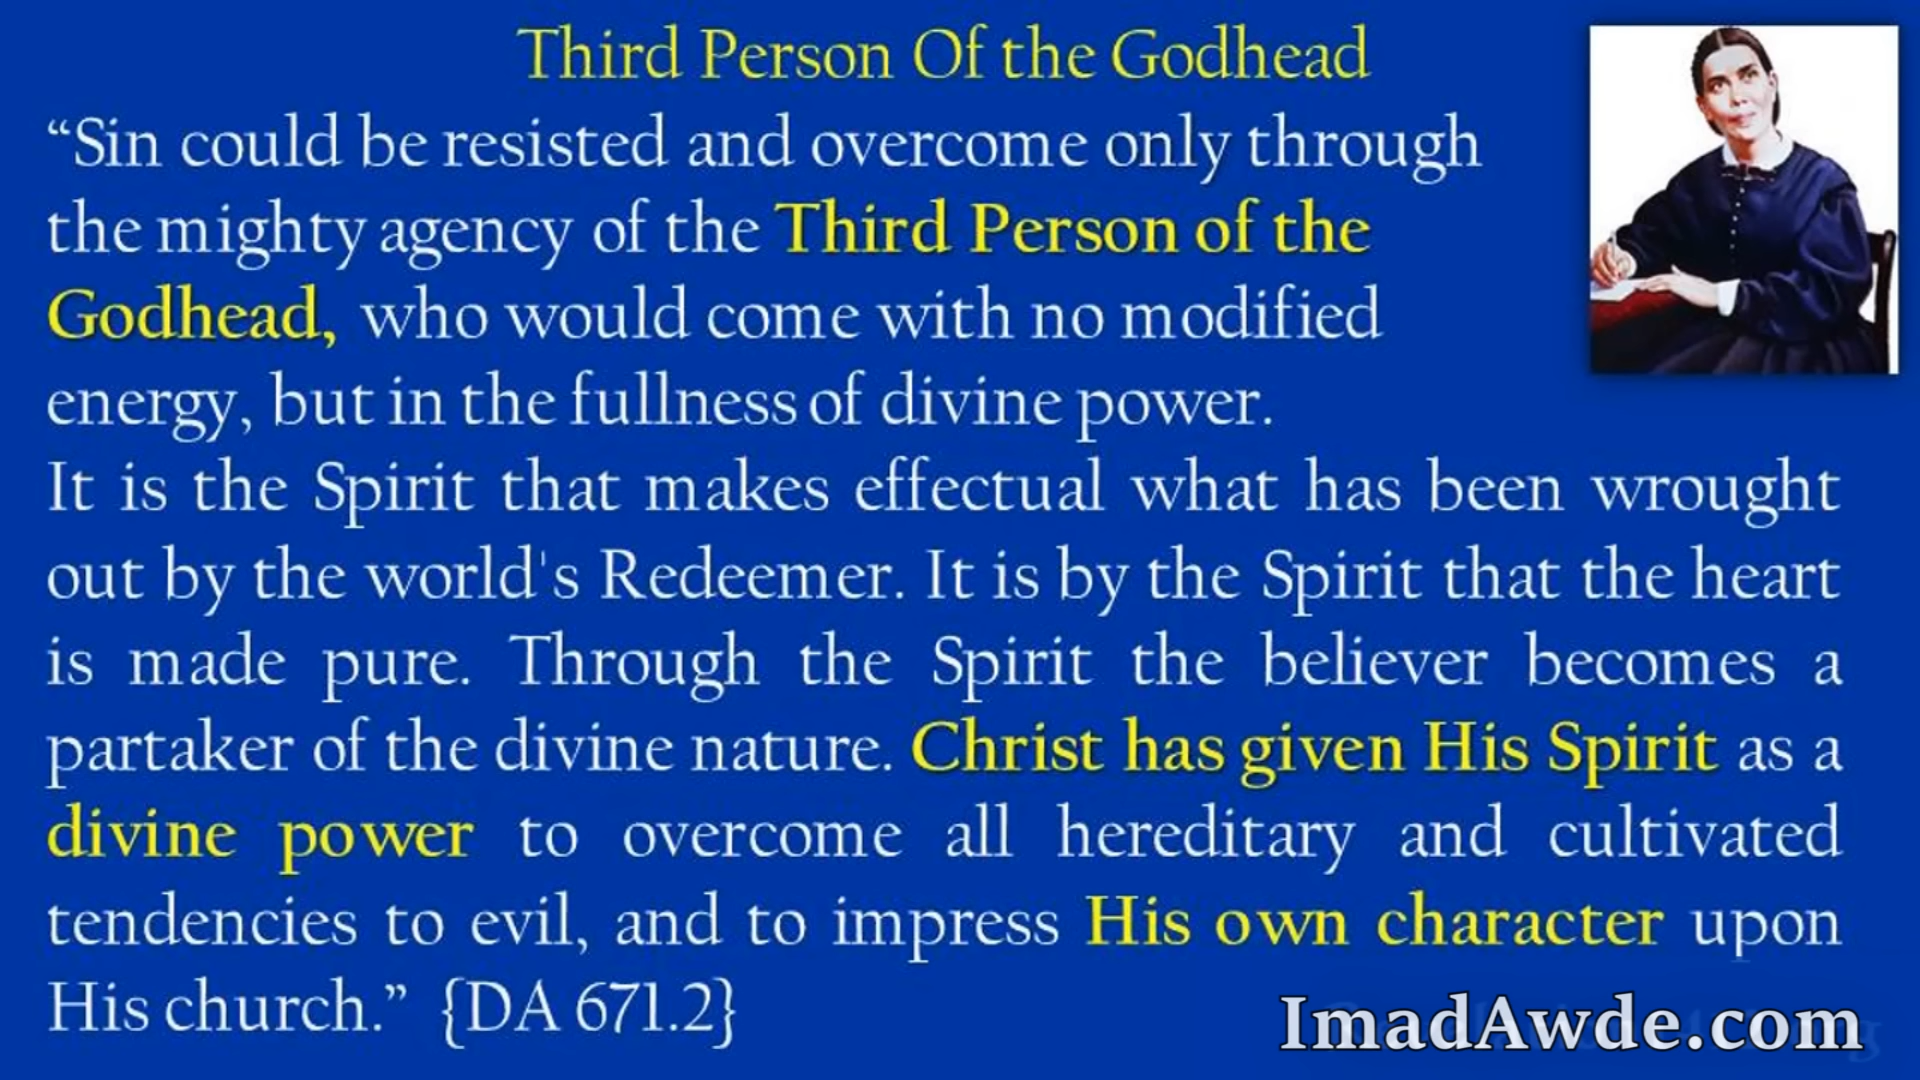 Third Person Of the Godhead
“Sin could be resisted and overcome only through
the mighty agency of the Third Person of the
Godhead, who would come with no modified
energy, but in the fullness of divine power.
It is the Spirit that makes effectual what has been wrought
out by the world's Redeemer. It is by the Spirit that the heart
is made pure. Through the Spirit the believer becomes a
partaker of the divine nature. Christ has given His Spirit as a
divine power to overcome all hereditary and cultivated
tendencies to evil, and to impress His own character upon
His church.” {DA 671.2}
ImadAwde.com